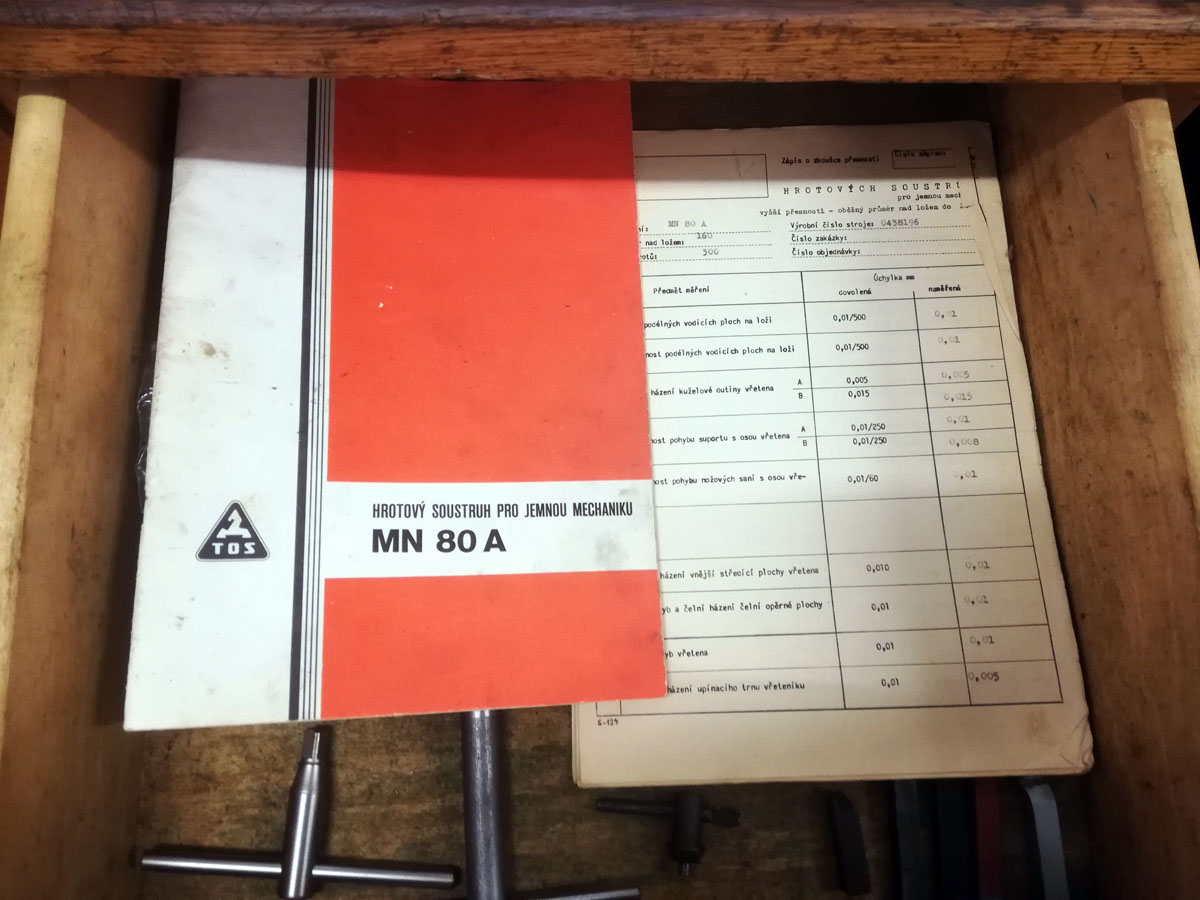 TOS
HROTOVÝ SOUSTRUH PRO JEMNOU MECHANIKU
MN 80 A
Zápis o zkoušce přesnosti
Číslo zápisu:
HROTOVÝCH SOUSTR
pro jemnou mech
vyšší přesnosti - oběžný průměr nad ložem do
MN 80 A
Výrobní číslo stroje: 0438196
nad ložem: 160
Číslo zakázky:
300
Číslo objednávky:
Předmět měření
Úchylka mm
dovolená
naměřená
podélných vodicích ploch na loži 0,01/500 0,01
nost podélných vodicích ploch na loži 0,01/500 0,01
házení kuželové dutiny vřetena A 0,005 0,005
B 0,015 0,015
nost pohybu suportu s osou vřetena A 0,01/250 0,01
B 0,01/250 0,008
nost pohybu nožových saní s osou vře- 0,01/60 0,01
házení vnější středicí plochy vřetena 0,010 0,01
yb a čelní házení čelní opěrné plochy 0,01 0,01
yb vřetena 0,01 0,01
házení upínacího trnu vřeteníku 0,01 0,005
S-124